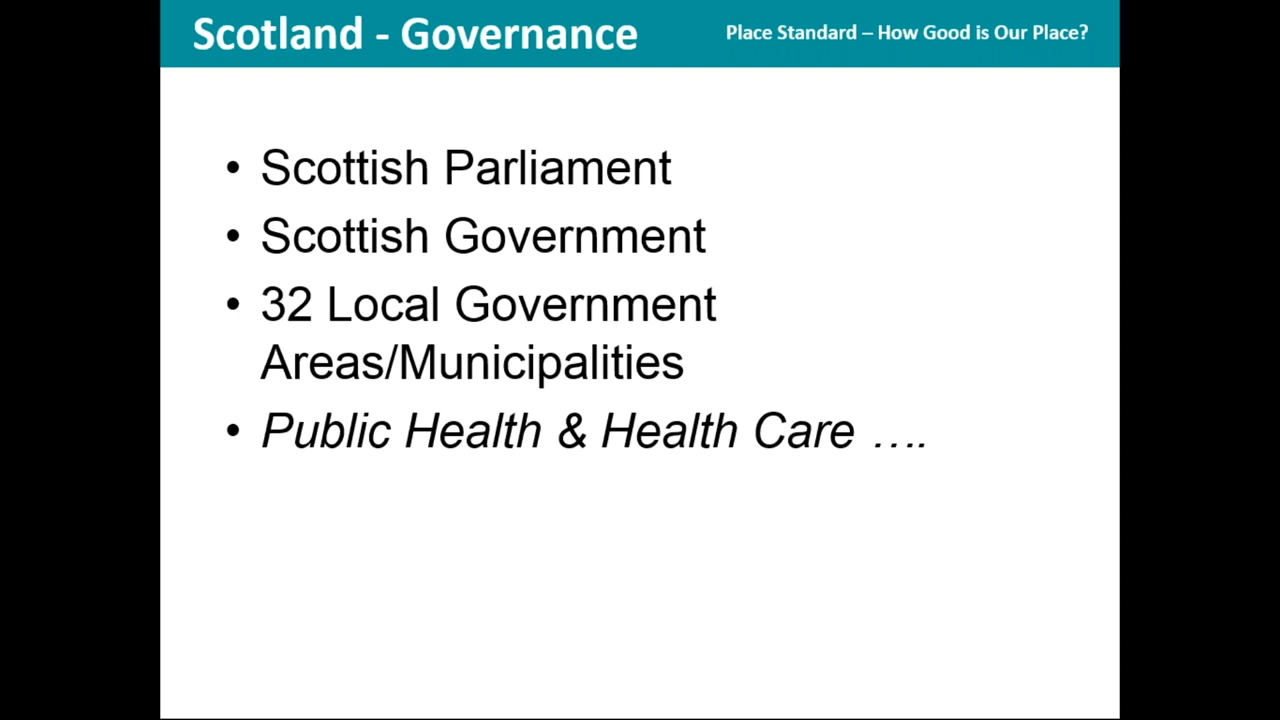 Scotland - Governance
Place Standard – How Good is Our Place?
• Scottish Parliament
• Scottish Government
• 32 Local Government
Areas/Municipalities
• Public Health & Health Care ….